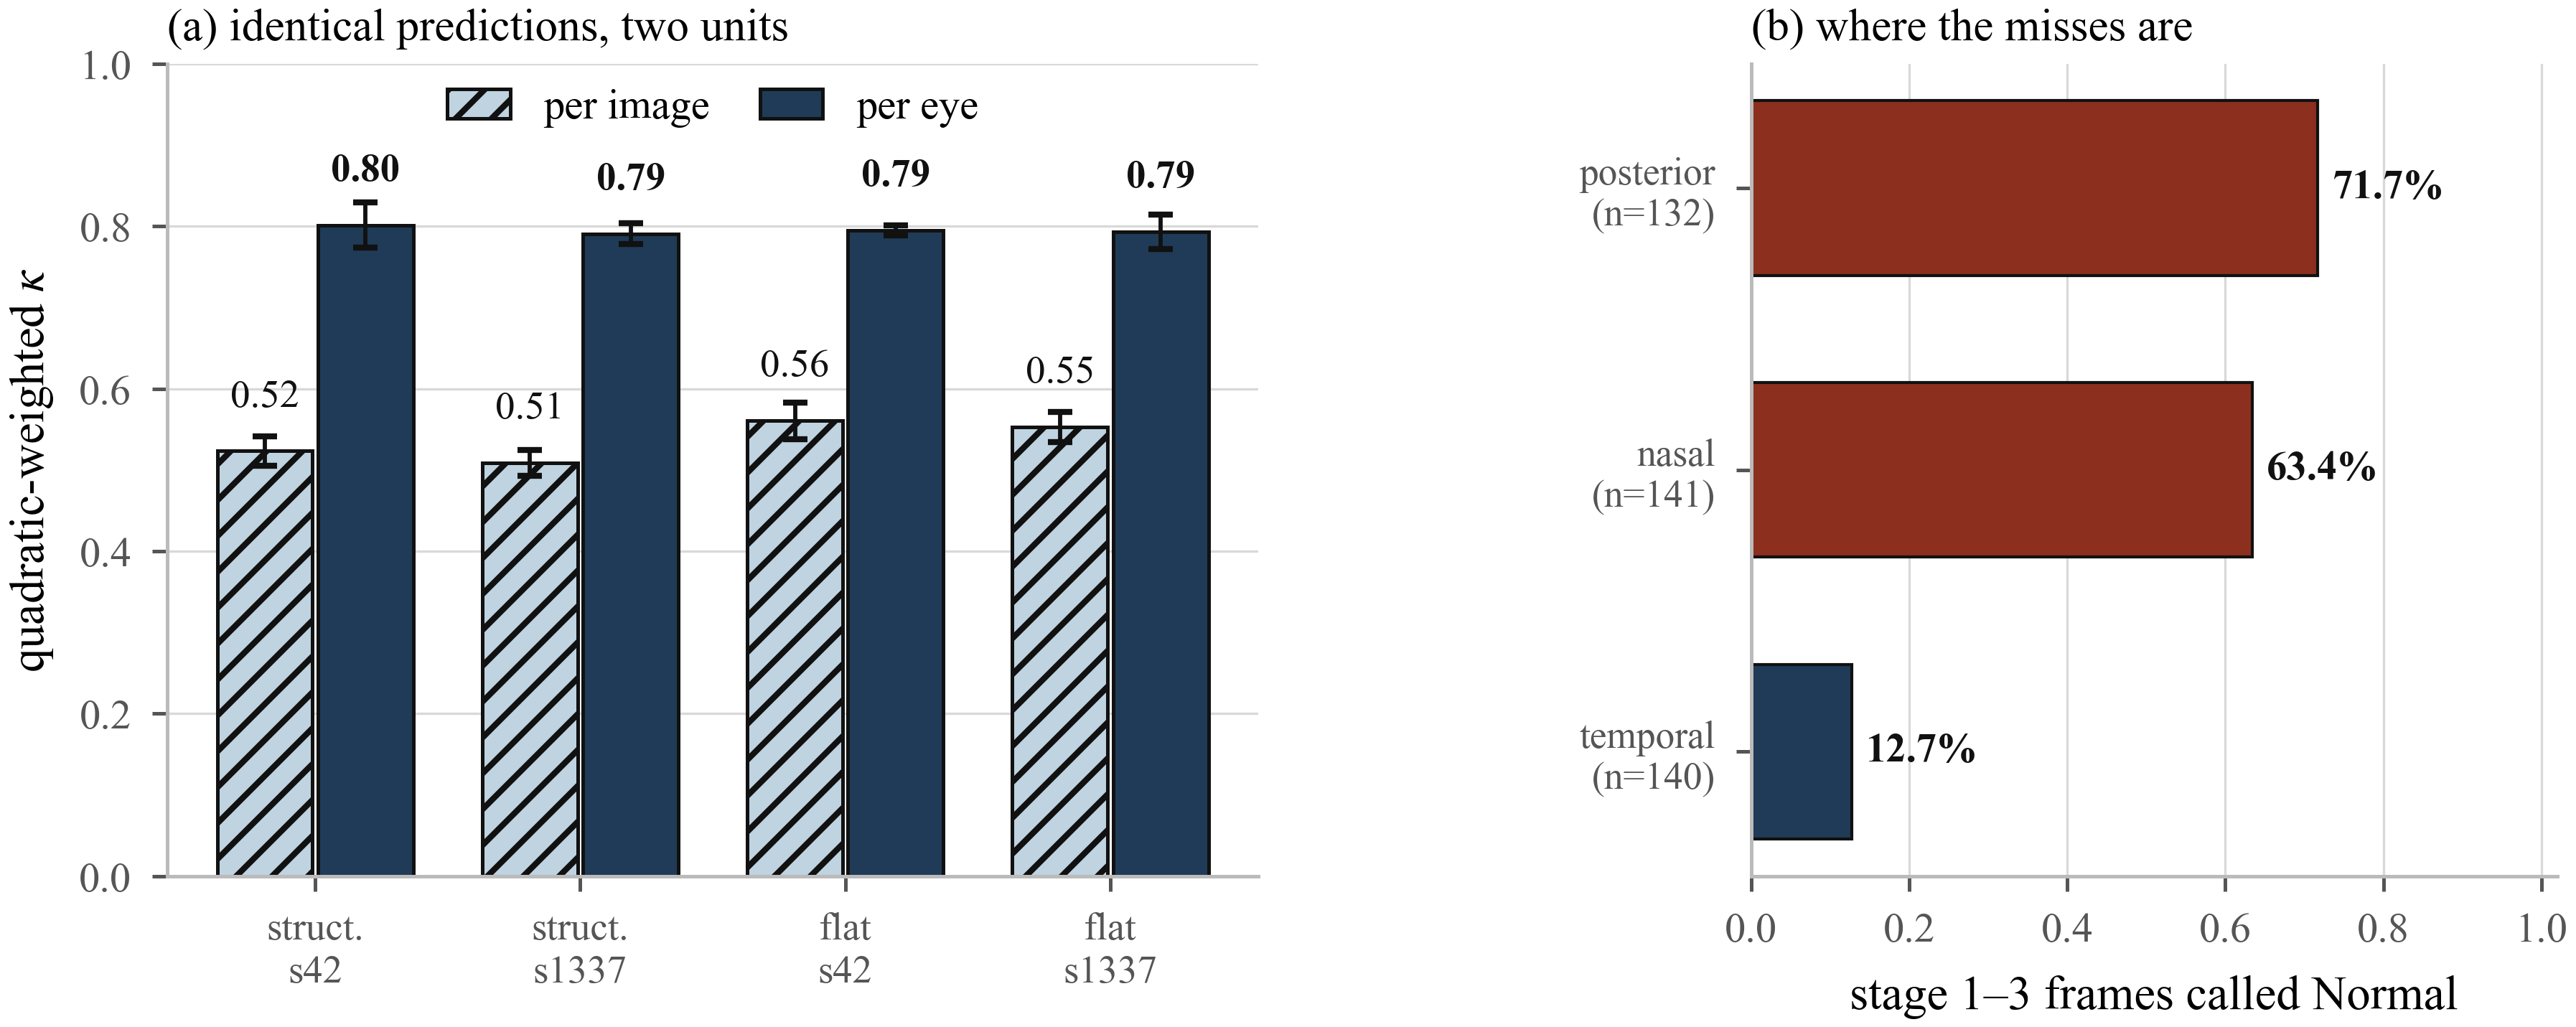 (a) identical predictions, two units
quadratic-weighted κ
1.0
0.8
0.6
0.4
0.2
0.0
per image
per eye
0.52
0.80
0.51
0.79
0.56
0.79
0.55
0.79
struct.
s42
struct.
s1337
flat
s42
flat
s1337
(b) where the misses are
posterior
(n=132)
71.7%
nasal
(n=141)
63.4%
temporal
(n=140)
12.7%
0.0 0.2 0.4 0.6 0.8 1.0
stage 1–3 frames called Normal